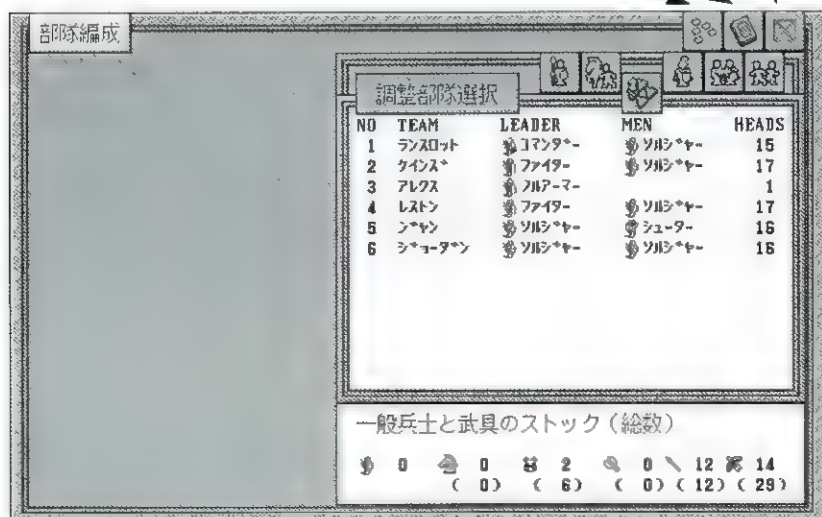 部隊編成
調整部隊選択
NO TEAM LEADER MEN HEADS
1 ランスロット コマンダー ソルジャー 15
2 ケインズ ファイター ソルジャー 17
3 アレクス フルアーマー 1
4 レストン ファイター ソルジャー 17
5 ジャン ソルジャー シューター 16
6 ジョーダン ソルジャー ソルジャー 16
一般兵士と武具のストック(総数)
0 0 2 0 12 14
( 0) ( 6) ( 0) ( 12) ( 29)